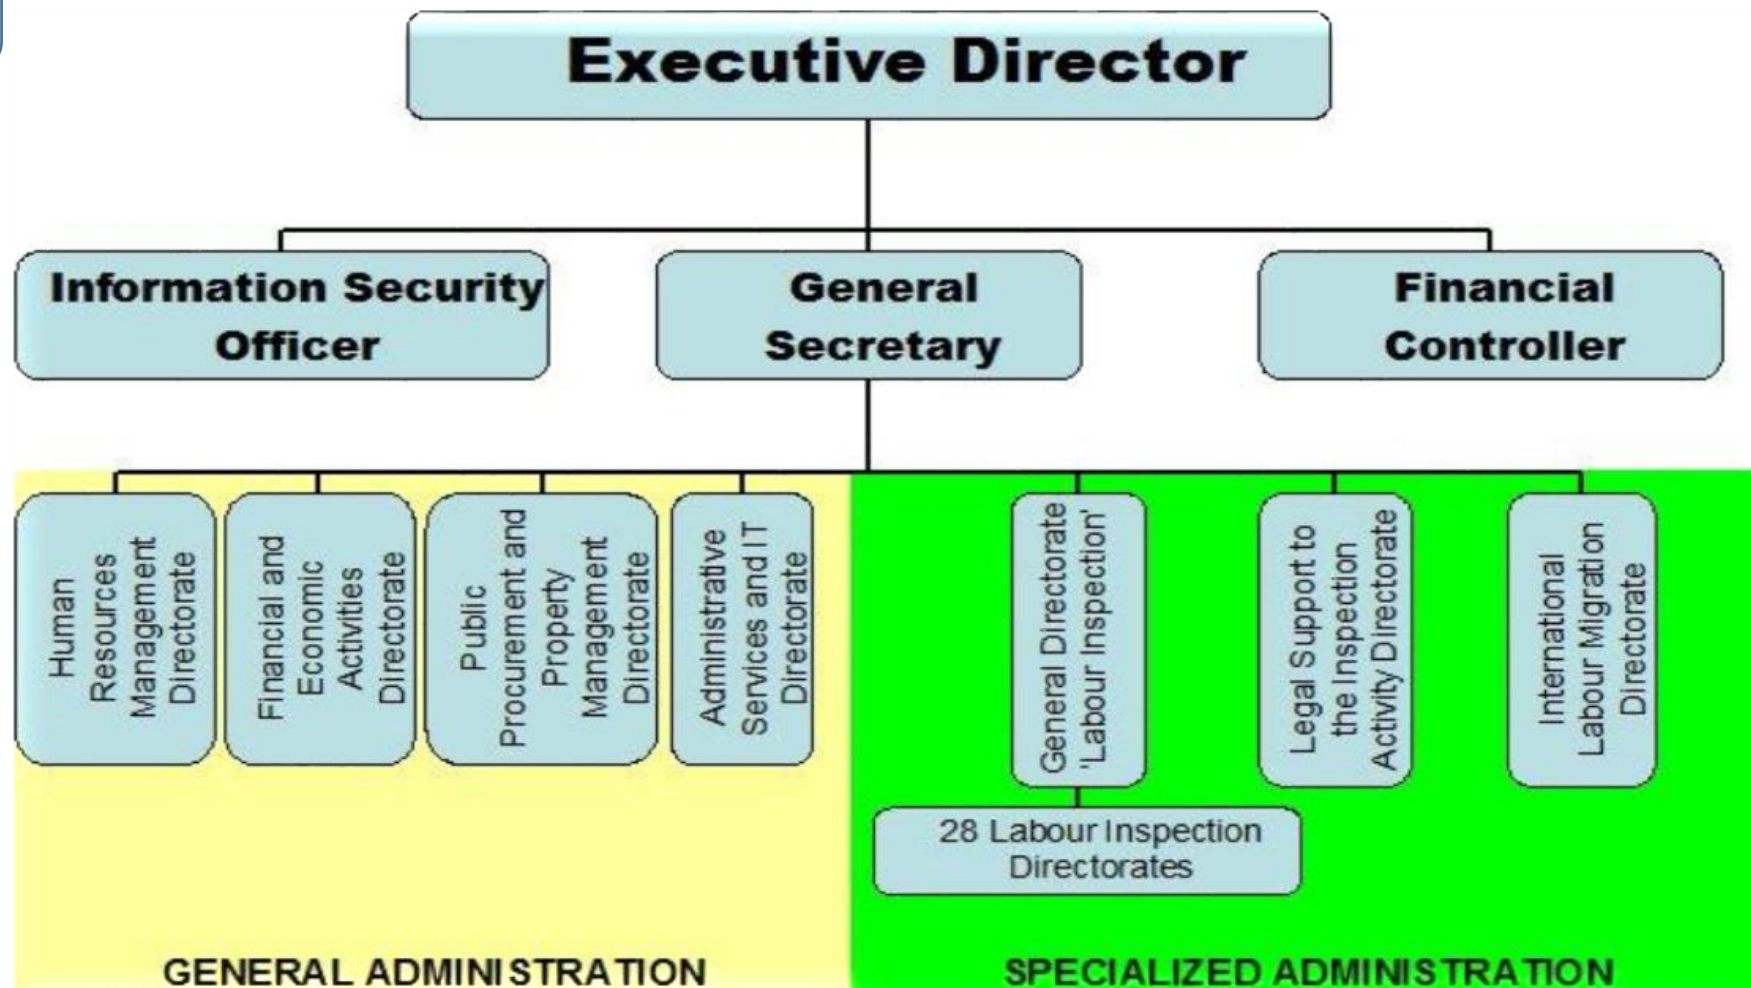 Executive Director
Information Security
Officer
General
Secretary
Financial
Controller
Human
Resources
Management
Directorate
Financial and
Economic
Activities
Directorate
Public
Procurement and
Property
Management
Directorate
Administrative
Services and IT
Directorate
General Directorate
'Labour Inspection'
Legal Support to
the Inspection
Activity Directorate
International
Labour Migration
Directorate
28 Labour Inspection
Directorates
GENERAL ADMINISTRATION
SPECIALIZED ADMINISTRATION